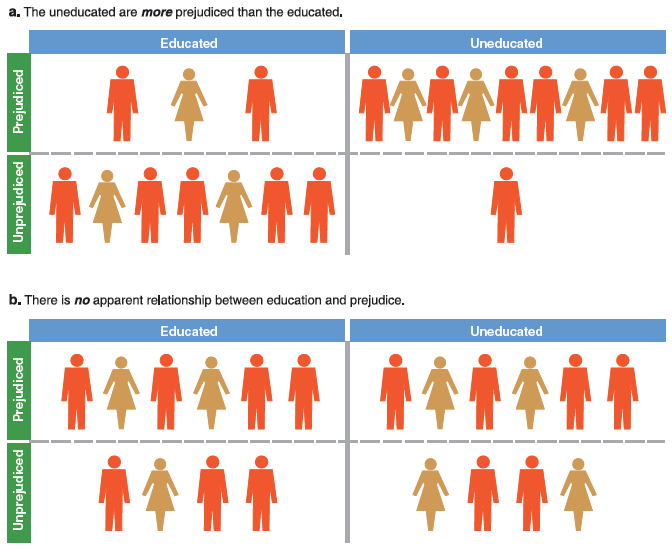 a. The uneducated are more prejudiced than the educated.
Educated
Uneducated
Prejudiced
Unprejudiced
b. There is no apparent relationship between education and prejudice.
Educated
Uneducated
Prejudiced
Unprejudiced